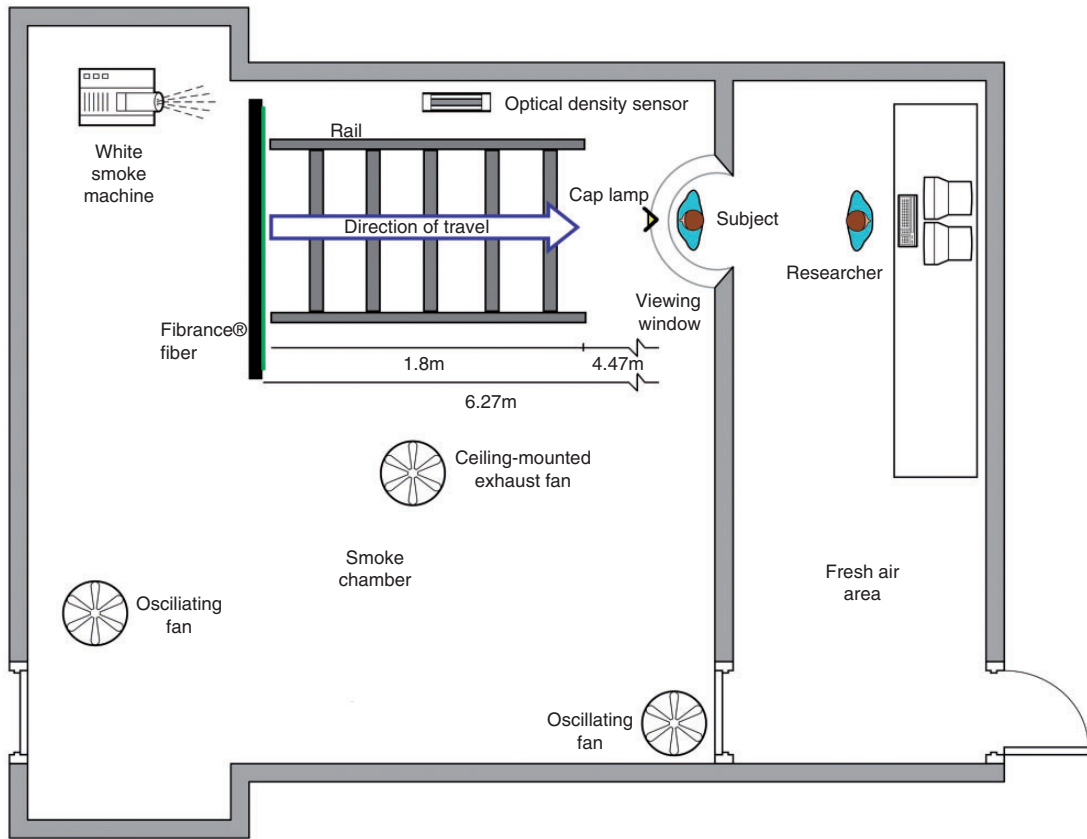 Optical density sensor
White
smoke
machine
Rail
Cap lamp
Direction of travel
Subject
Researcher
Viewing
window
Fibrance®
fiber
1.8m
4.47m
6.27m
Ceiling-mounted
exhaust fan
Smoke
chamber
Fresh air
area
Osciliating
fan
Oscillating
fan